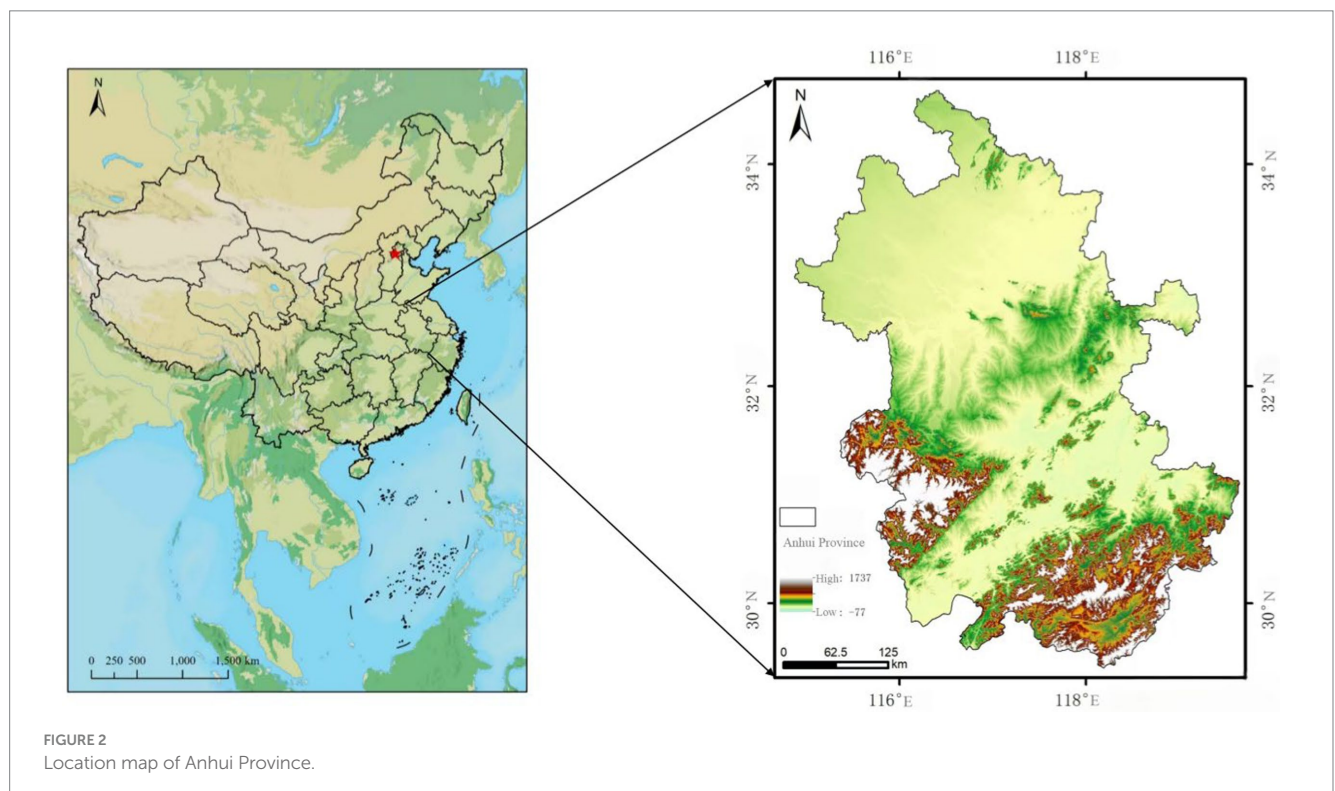 N
0 250 500 1,000 1,500 km
116°E 118°E
N
34°N 34°N
32°N 32°N
30°N 30°N
Anhui Province
High: 1737
Low : -77
0 62.5 125
km
116°E 118°E
FIGURE 2
Location map of Anhui Province.